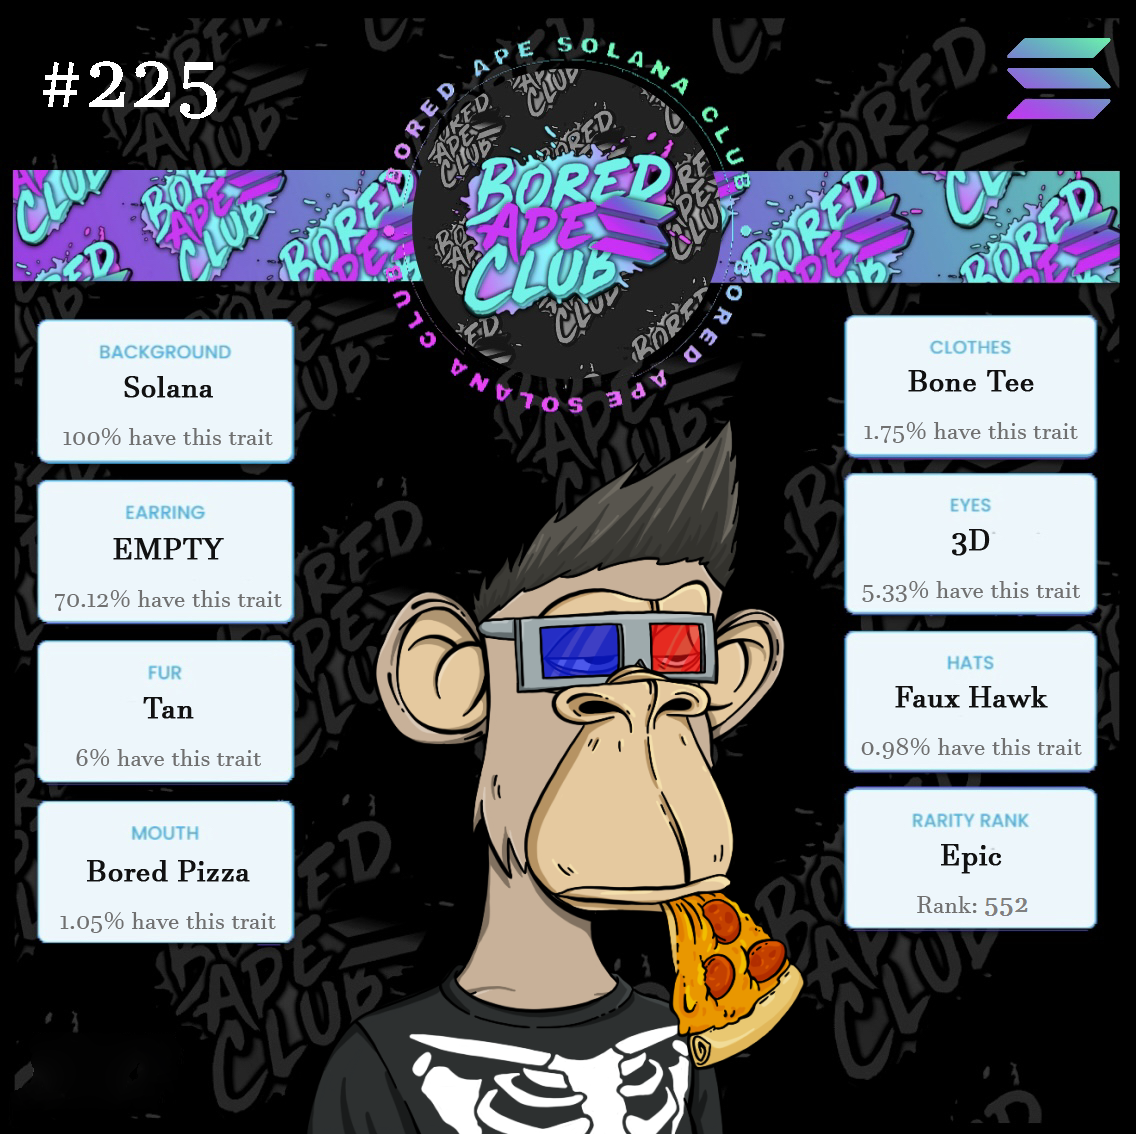 #225
BORED APE SOLANA CLUB
BORED
APE
CLUB
BORED APE SOLANA CLUB
BACKGROUND
Solana
100% have this trait
EARRING
EMPTY
70.12% have this trait
FUR
Tan
6% have this trait
MOUTH
Bored Pizza
1.05% have this trait
CLOTHES
Bone Tee
1.75% have this trait
EYES
3D
5.33% have this trait
HATS
Faux Hawk
0.98% have this trait
RARITY RANK
Epic
Rank: 552